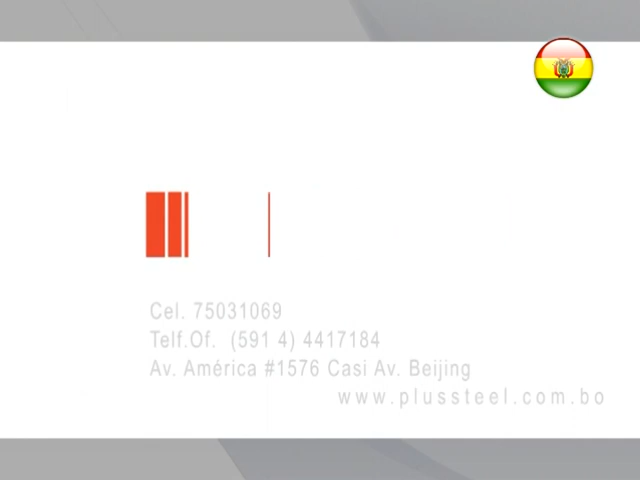 Cel. 75031069
Telf.Of. (591 4) 4417184
Av. América #1576 Casi Av. Beijing
www.plussteel.com.bo